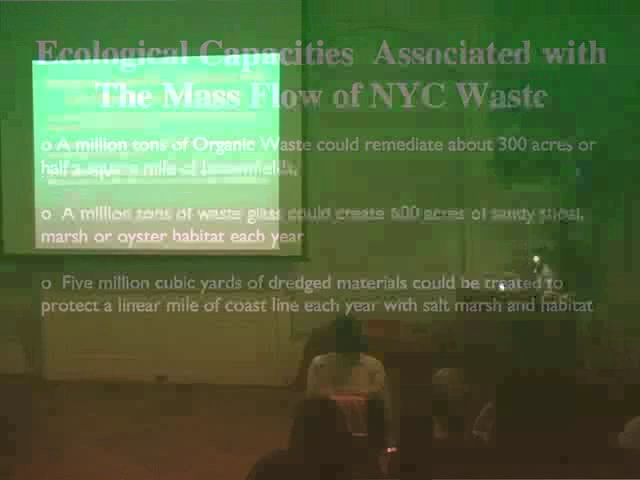 Ecological Capacities Associated with
The Mass Flow of NYC Waste
o A million tons of Organic Waste could remediate about 300 acres or
half a square mile of brownfields
o A million tons of waste glass could create 600 acres of sandy shoal,
marsh or oyster habitat each year
o Five million cubic yards of dredged materials could be treated to
protect a linear mile of coast line each year with salt marsh and habitat